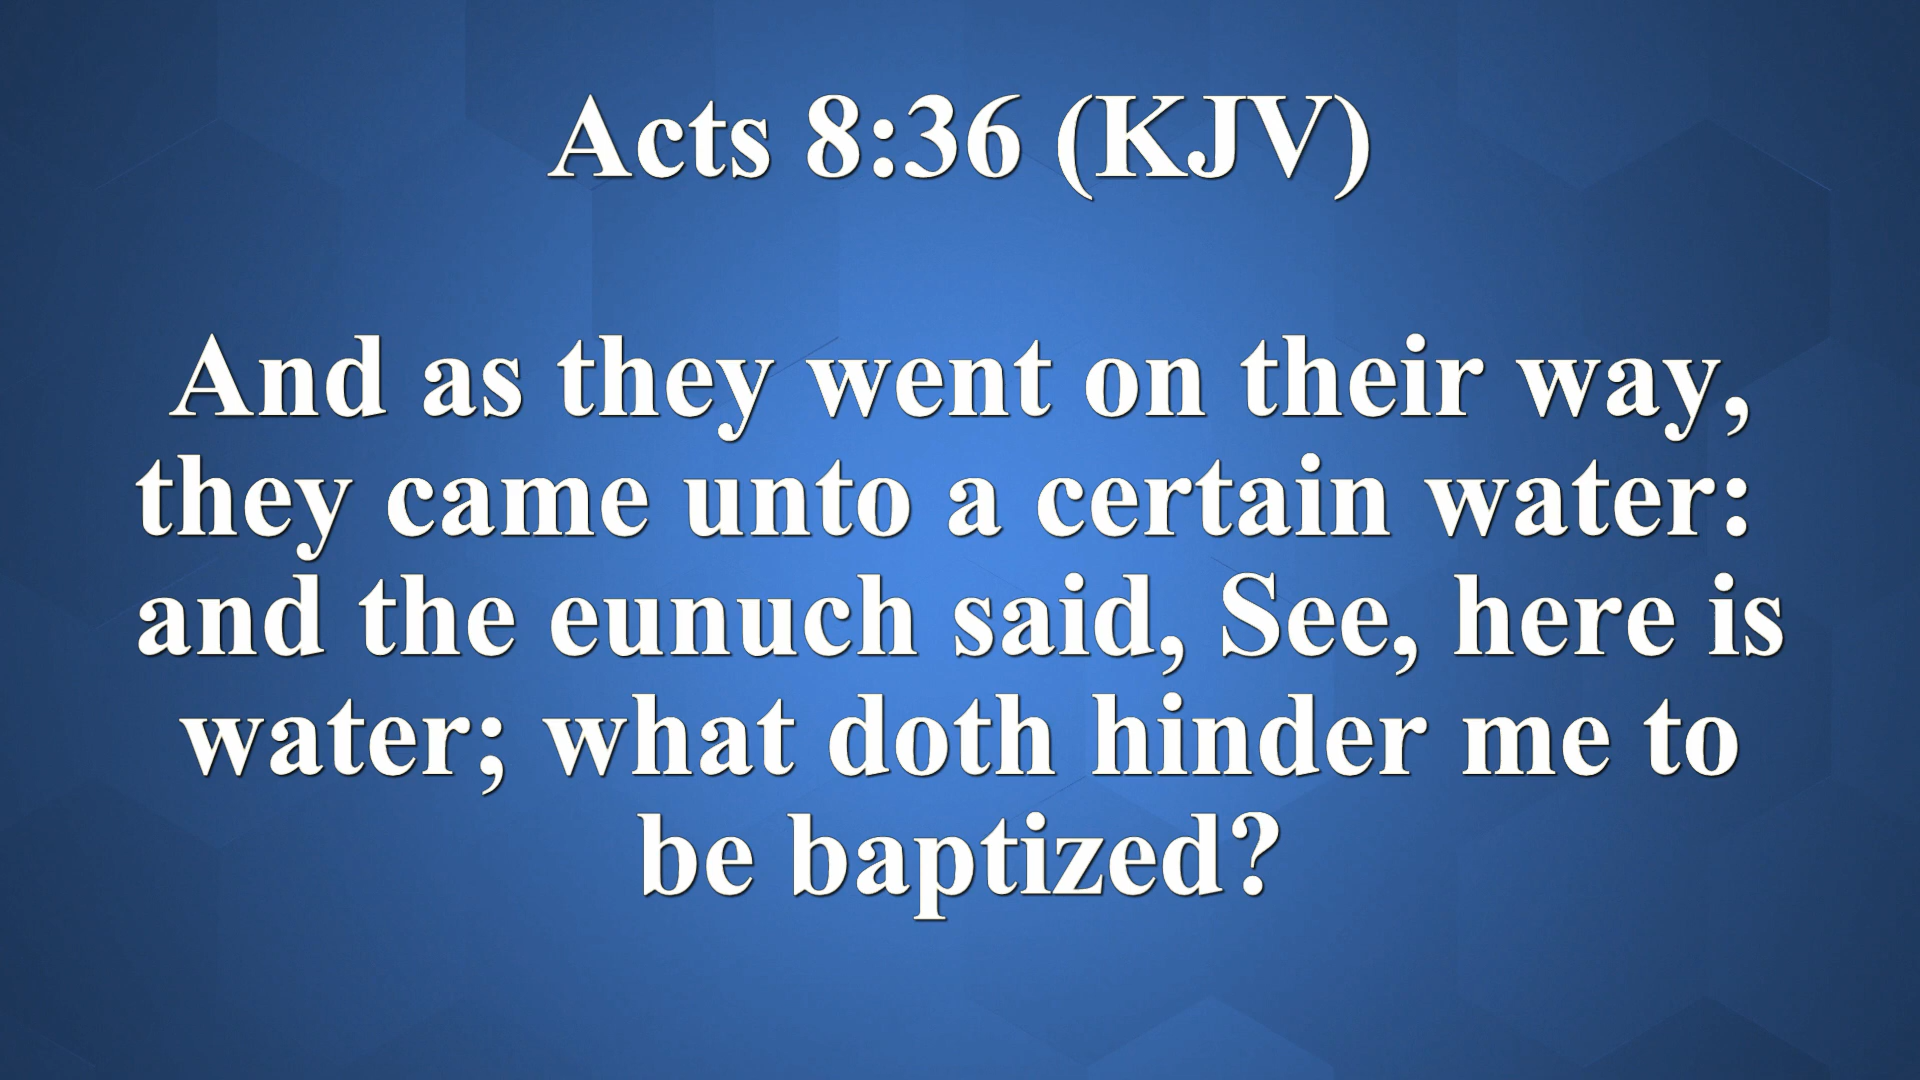 Acts 8:36 (KJV)
And as they went on their way,
they came unto a certain water:
and the eunuch said, See, here is
water; what doth hinder me to
be baptized?